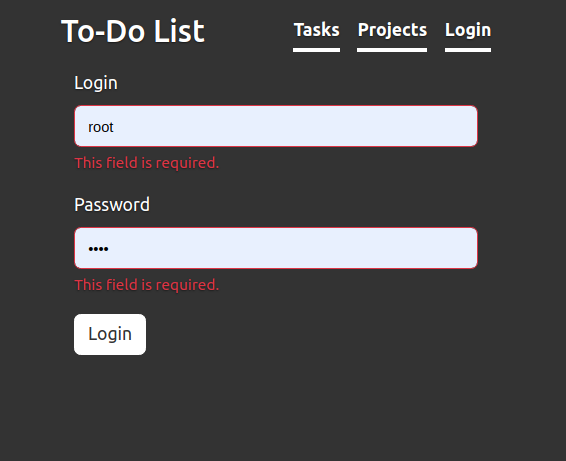 To-Do List
Tasks Projects Login
Login
root
This field is required.
Password
••••
This field is required.
Login